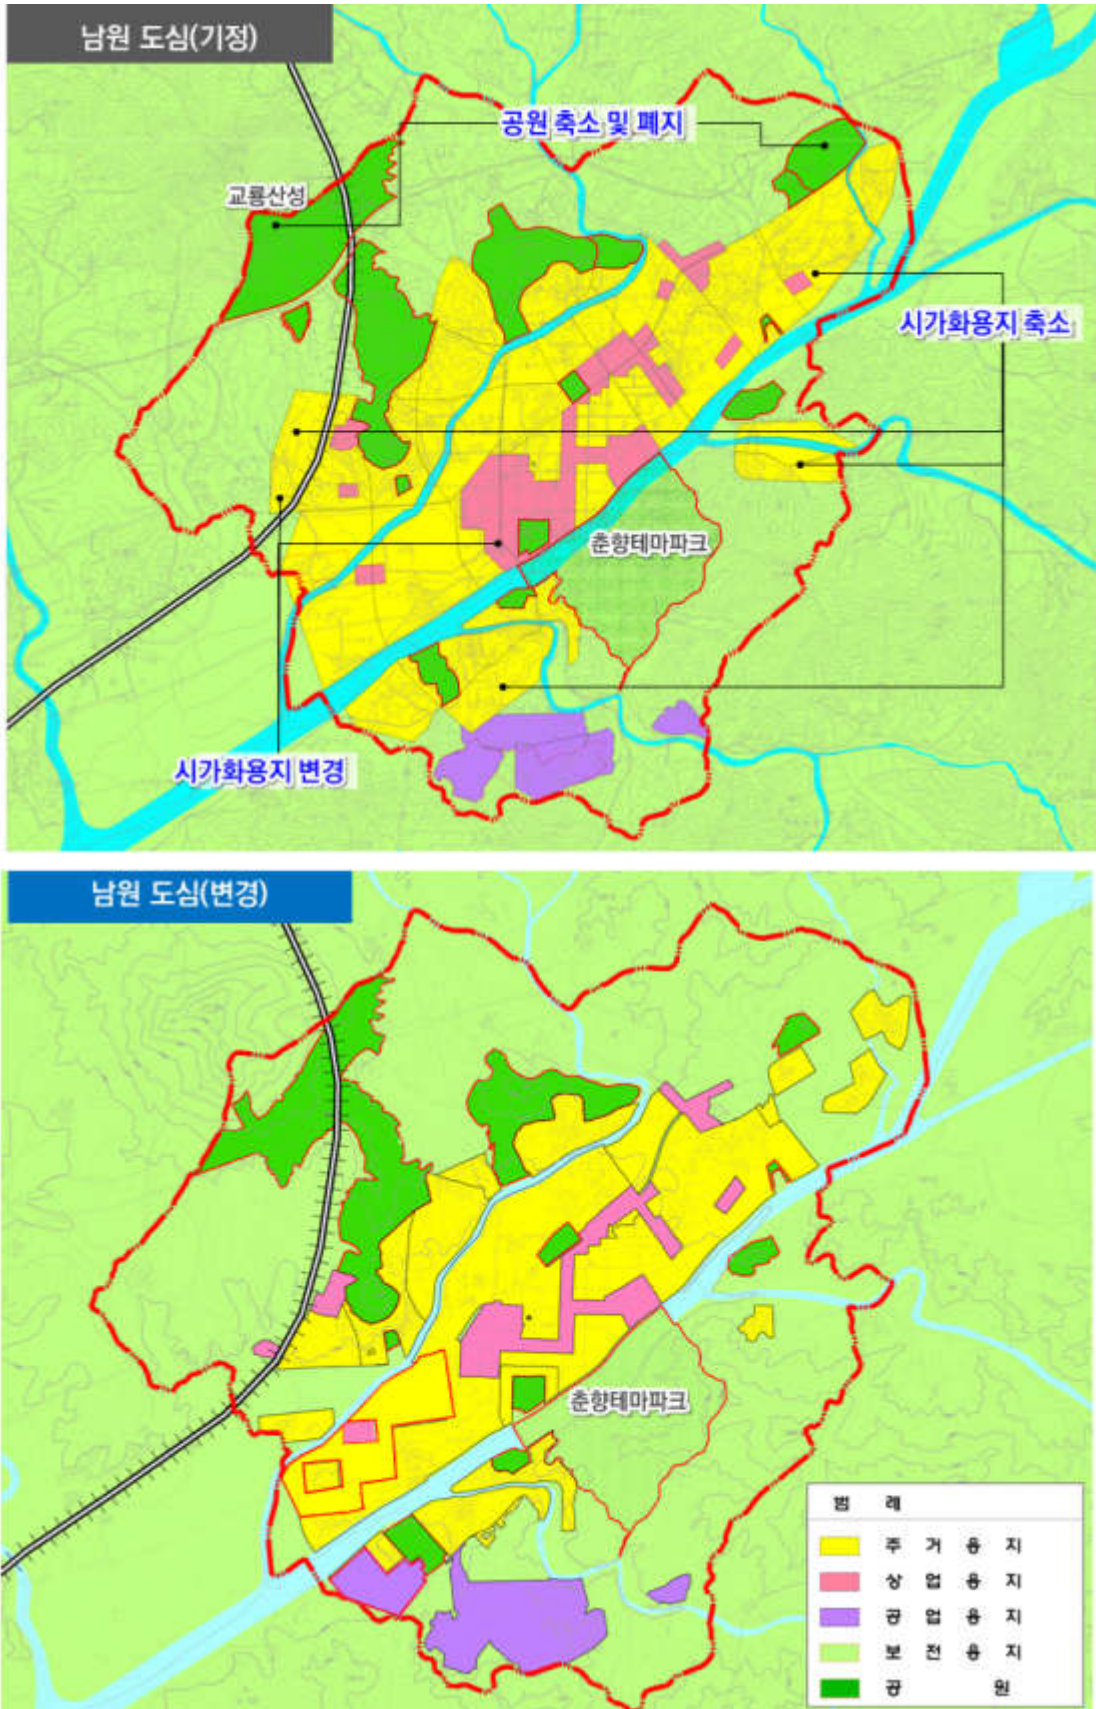 남원 도심(기정)
공원 축소 및 폐지
교룡산성
시가화용지 축소
춘향테마파크
시가화용지 변경
남원 도심(변경)
춘향테마파크
범 례
주 거 용 지
상 업 용 지
공 업 용 지
보 전 용 지
공 원